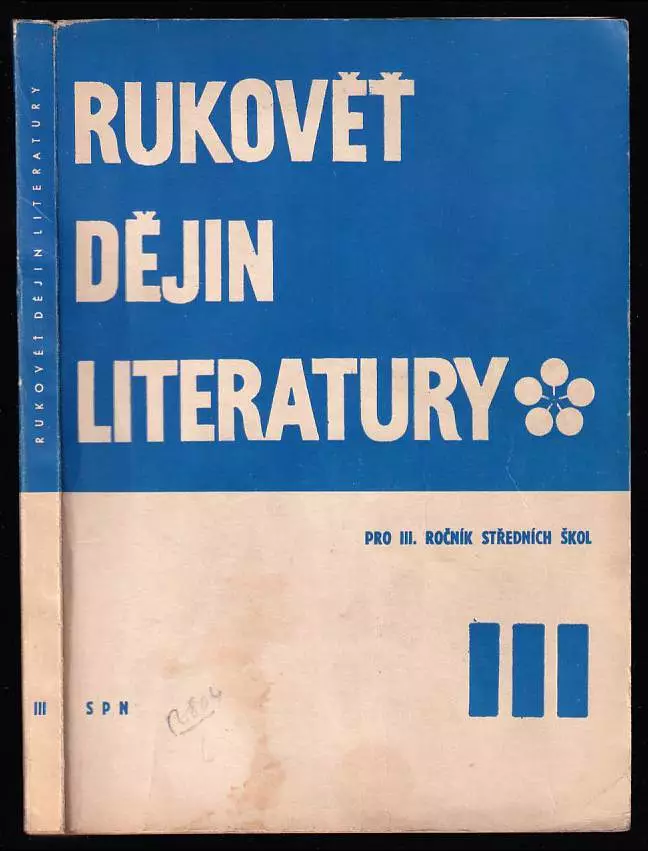 RUKOVĚŤ
DĚJIN
LITERATURY
PRO III. ROČNÍK STŘEDNÍCH ŠKOL
III
SPN
RUKOVĚŤ DĚJIN LITERATURY
III